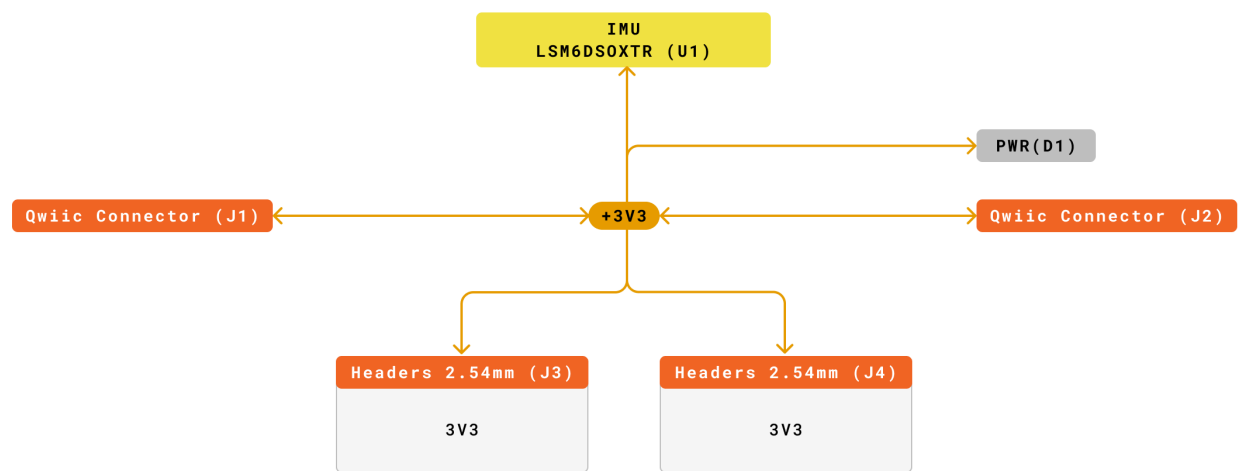 IMU
LSM6DSOXTR (U1)
PWR(D1)
Qwiic Connector (J1)
+3V3
Qwiic Connector (J2)
Headers 2.54mm (J3)
Headers 2.54mm (J4)
3V3
3V3